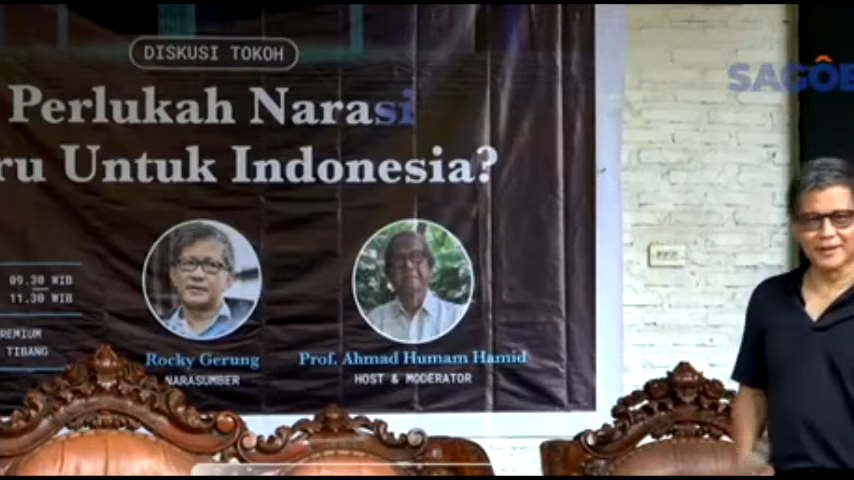 DISKUSI TOKOH
SAGÔE
Perlukah Narasi
ru Untuk Indonesia?
09.30 WIB
11.30 WIB
REMIUM
TIBANG
Rocky Gerung
NARASUMBER
Prof. Ahmad Humam Hamid
HOST & MODERATOR